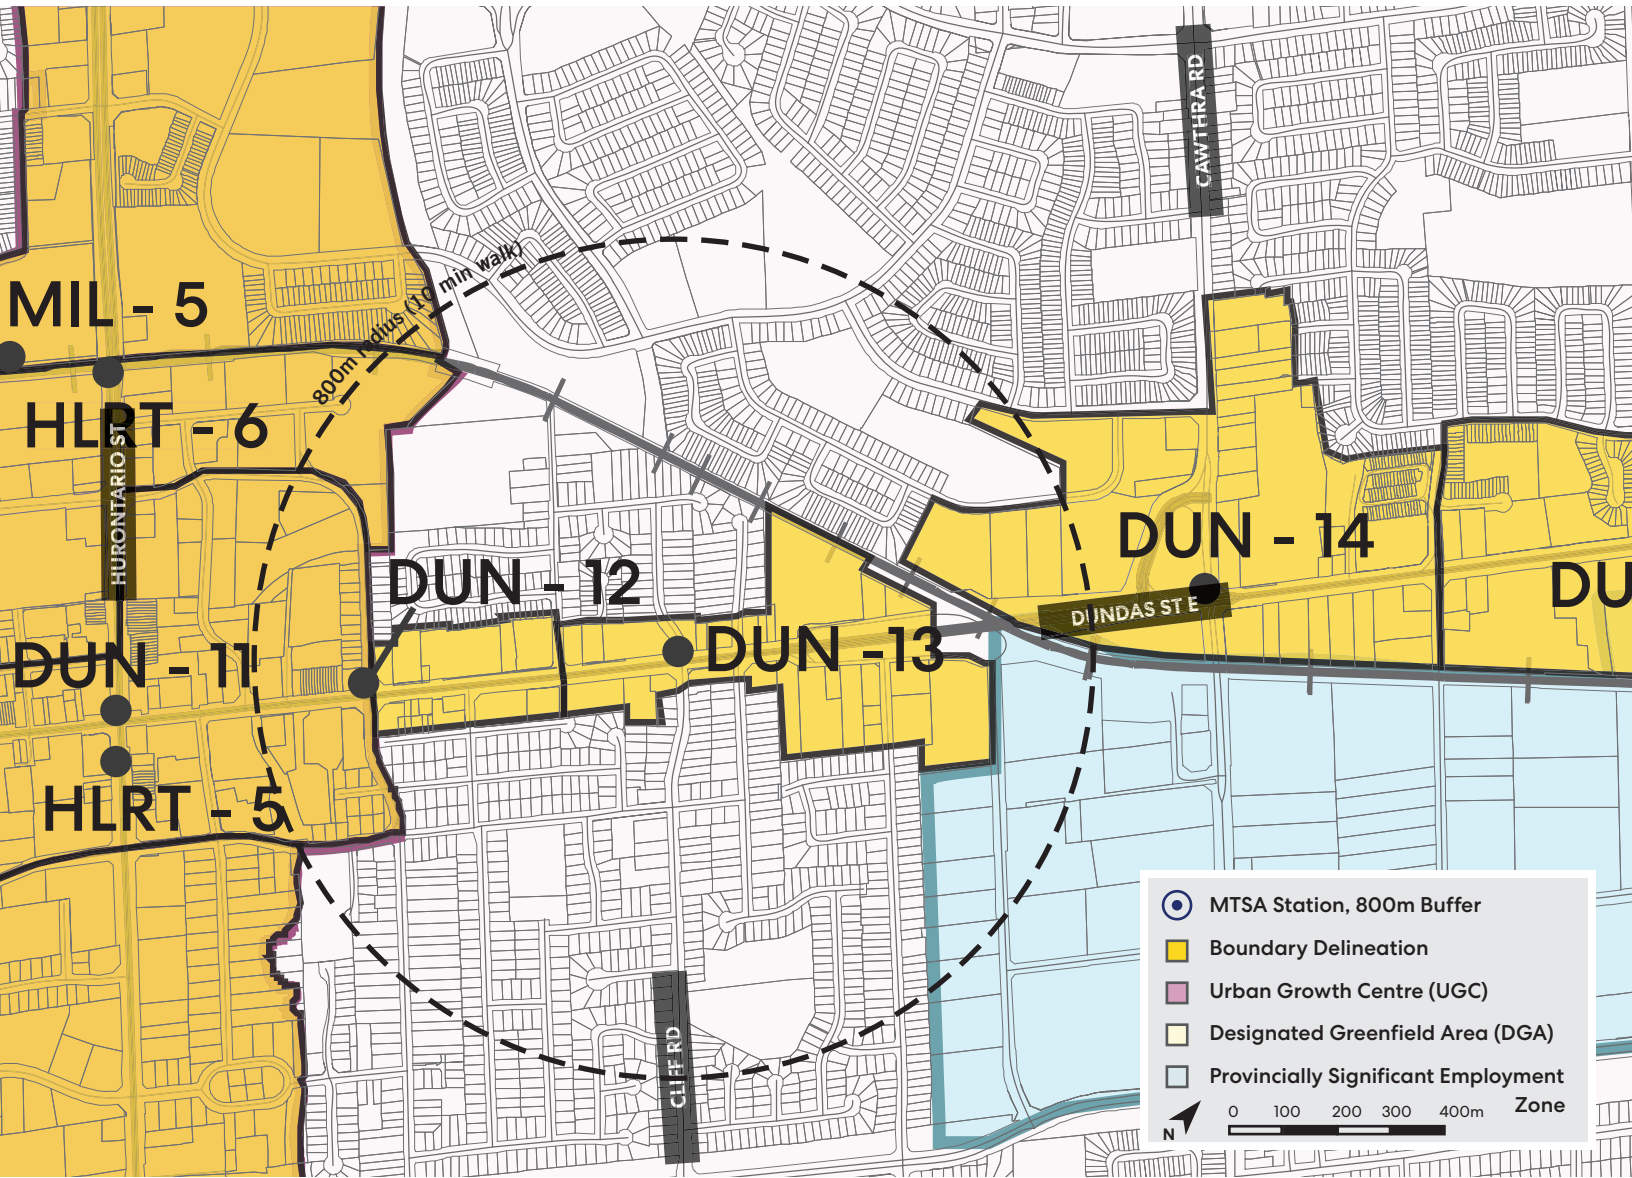 CAWTHRA RD
800m radius (10 min walk)
MIL - 5
HLRT - 6
HURONTARIO ST
DUN - 14
DUN - 12
DU
DUNDAS ST E
DUN -13
DUN - 11
HLRT - 5
CLIFF RD
MTSA Station, 800m Buffer
Boundary Delineation
Urban Growth Centre (UGC)
Designated Greenfield Area (DGA)
Provincially Significant Employment
Zone
0 100 200 300 400m
N